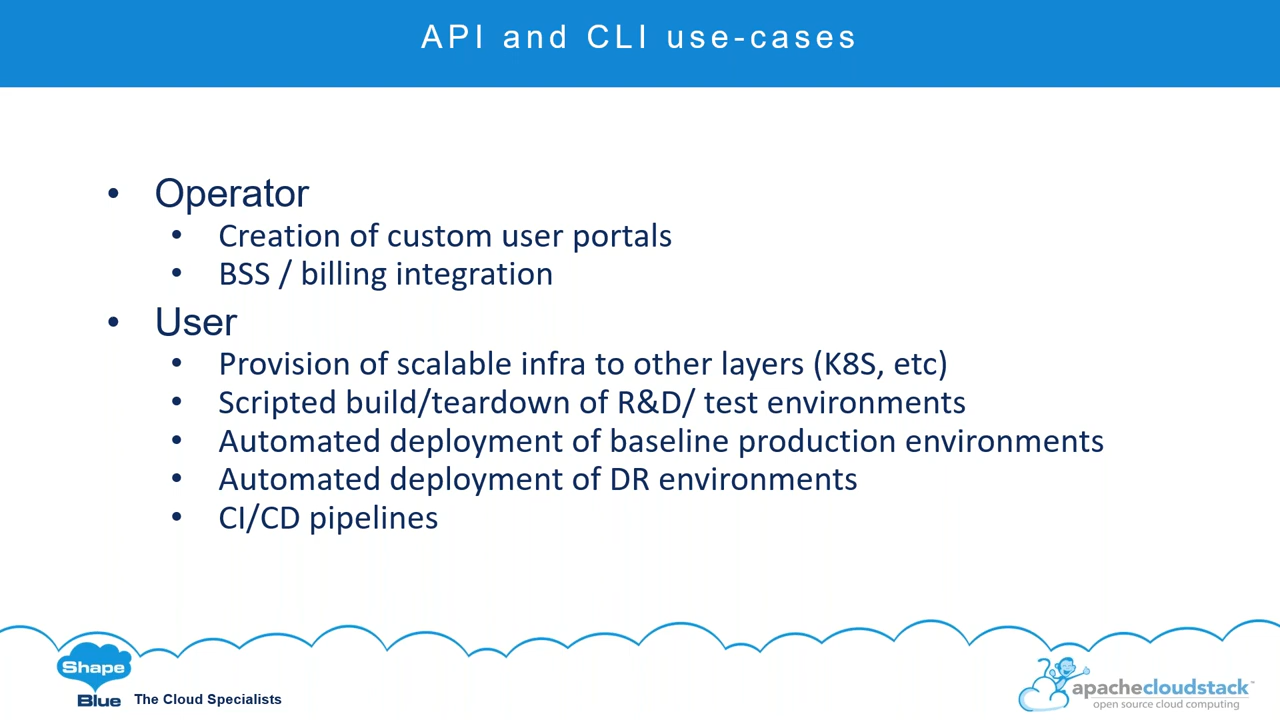 API and CLI use-cases
• Operator
• Creation of custom user portals
• BSS / billing integration
• User
• Provision of scalable infra to other layers (K8S, etc)
• Scripted build/teardown of R&D/ test environments
• Automated deployment of baseline production environments
• Automated deployment of DR environments
• CI/CD pipelines
Shape
Blue The Cloud Specialists
apachecloudstack™
open source cloud computing